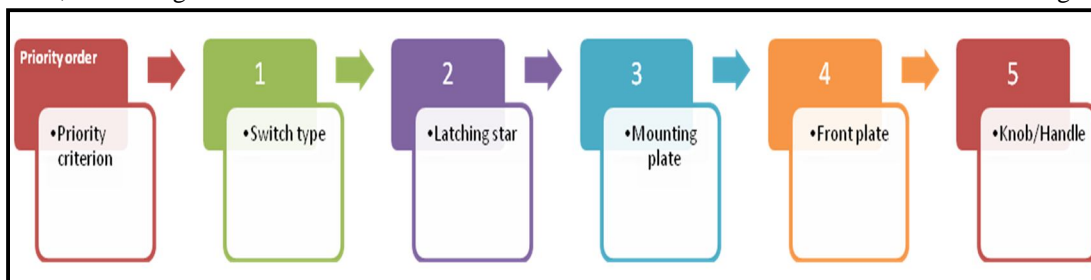 Priority order
•Priority
criterion
1
•Switch type
2
•Latching star
3
•Mounting
plate
4
•Front plate
5
•Knob/Handle